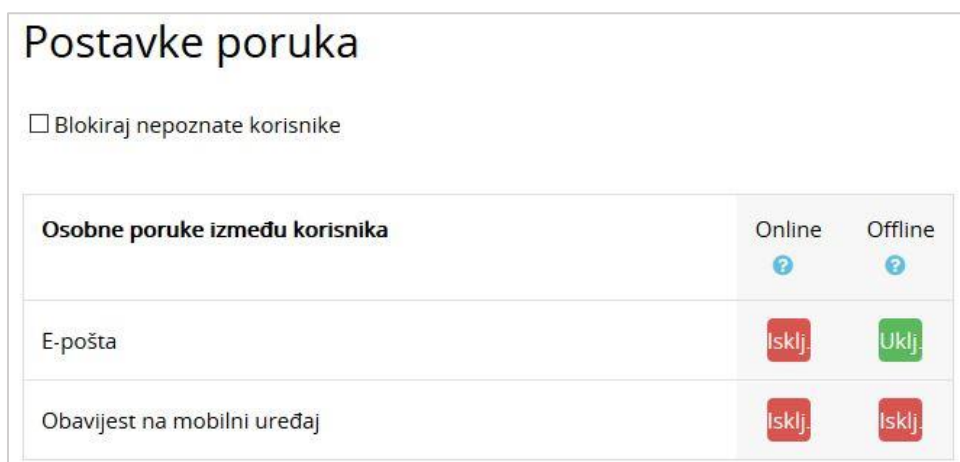 Postavke poruka
Blokiraj nepoznate korisnike
Osobne poruke između korisnika Online Offline
? ?
E-pošta Isklj. Uklj.
Obavijest na mobilni uređaj Isklj. Isklj.